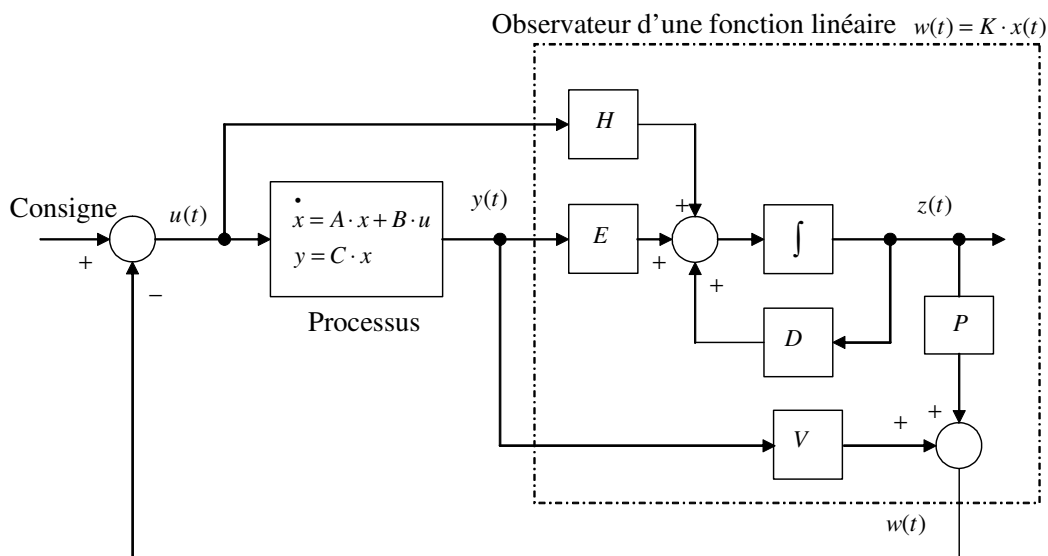 Observateur d'une fonction linéaire w(t) = K · x(t)
H
Consigne
u(t)
ẋ = A · x + B · u
y = C · x
y(t)
E
+
∫
z(t)
+
+
+
−
Processus
D
P
V
+
+
w(t)